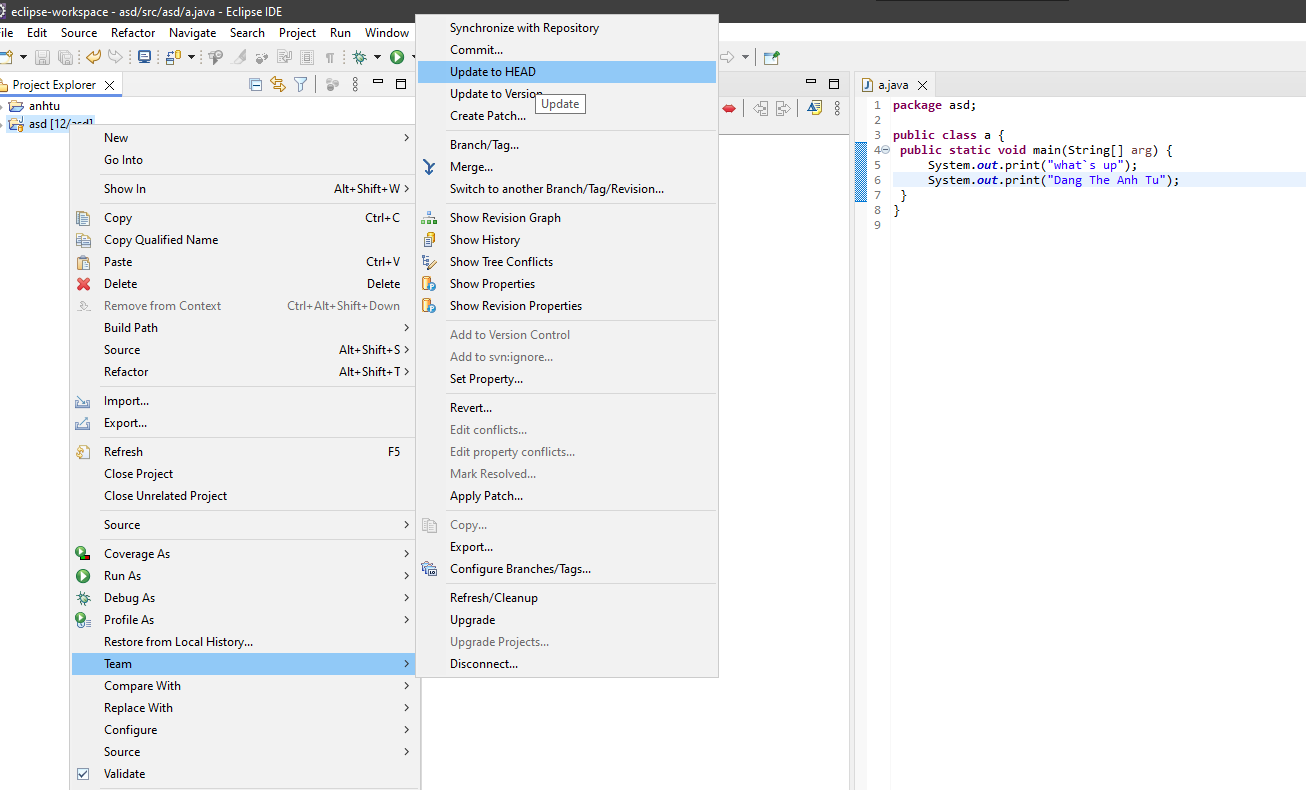 eclipse-workspace - asd/src/asd/a.java - Eclipse IDE
File Edit Source Refactor Navigate Search Project Run Window
Project Explorer
anhtu
asd [12/asd]
New
Go Into
Show In Alt+Shift+W
Copy Ctrl+C
Copy Qualified Name
Paste Ctrl+V
Delete Delete
Remove from Context Ctrl+Alt+Shift+Down
Build Path
Source Alt+Shift+S
Refactor Alt+Shift+T
Import...
Export...
Refresh F5
Close Project
Close Unrelated Project
Source
Coverage As
Run As
Debug As
Profile As
Restore from Local History...
Team
Compare With
Replace With
Configure
Source
Validate
Synchronize with Repository
Commit...
Update to HEAD
Update to Version
Update
Create Patch...
Branch/Tag...
Merge...
Switch to another Branch/Tag/Revision...
Show Revision Graph
Show History
Show Tree Conflicts
Show Properties
Show Revision Properties
Add to Version Control
Add to svn:ignore...
Set Property...
Revert...
Edit conflicts...
Edit property conflicts...
Mark Resolved...
Apply Patch...
Copy...
Export...
Configure Branches/Tags...
Refresh/Cleanup
Upgrade
Upgrade Projects...
Disconnect...
a.java
1 package asd;
2
3 public class a {
4 public static void main(String[] arg) {
5 System.out.print("what`s up");
6 System.out.print("Dang The Anh Tu");
7 }
8 }
9